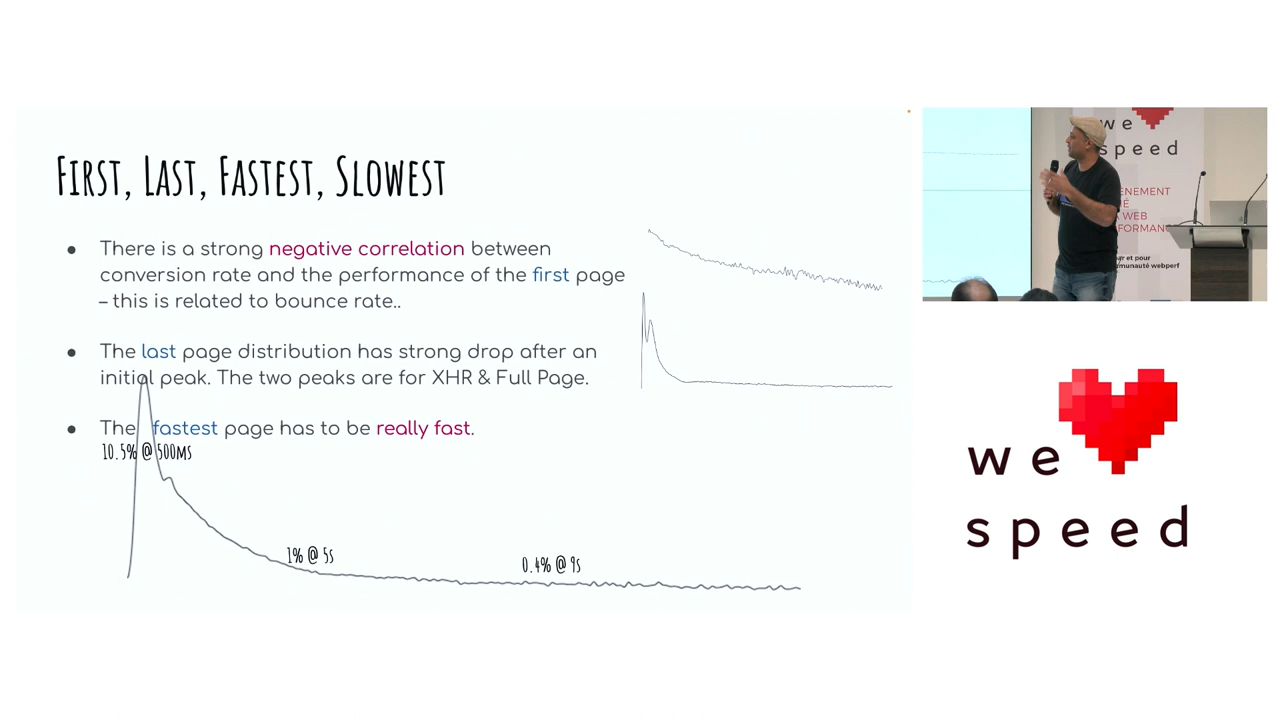 First, Last, Fastest, Slowest
● There is a strong negative correlation between
conversion rate and the performance of the first page
– this is related to bounce rate..
● The last page distribution has strong drop after an
initial peak. The two peaks are for XHR & Full Page.
● The fastest page has to be really fast.
10.5% @ 500ms
1% @ 5s
0.4% @ 9s
we
speed
WEB
we
speed